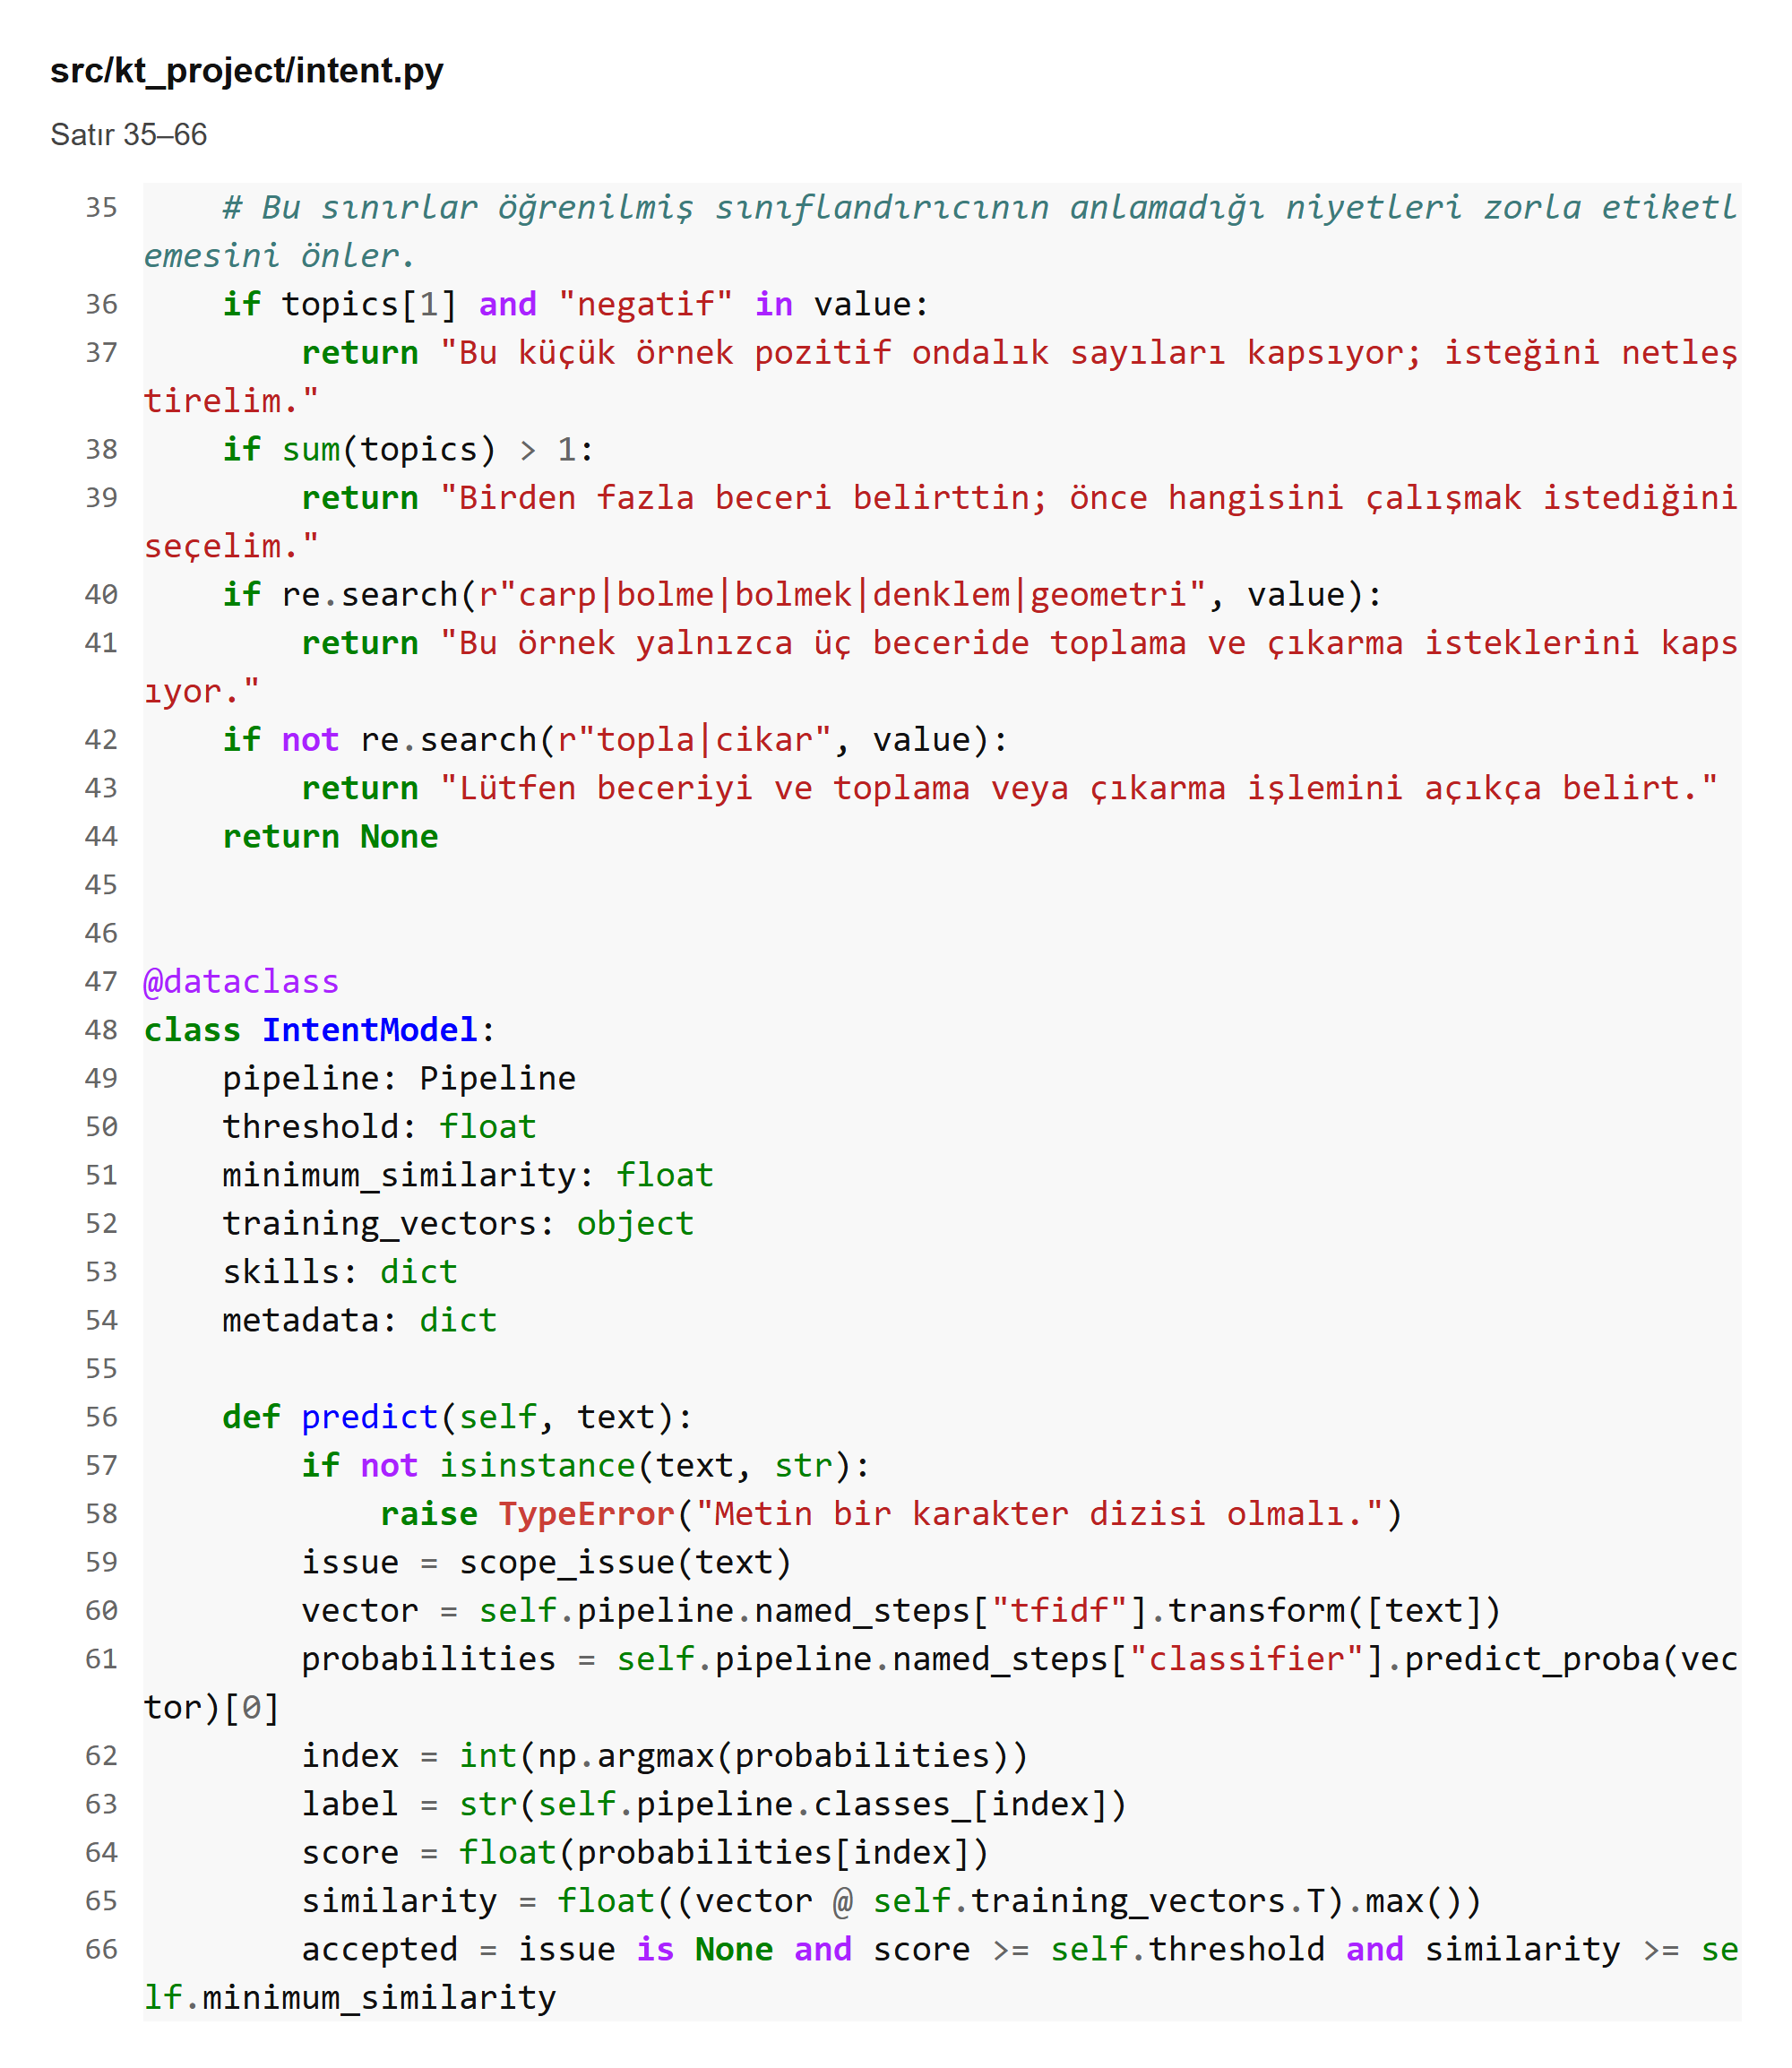 src/kt_project/intent.py
Satır 35–66
35     # Bu sınırlar öğrenilmiş sınıflandırıcının anlamadığı niyetleri zorla etiketl
emesini önler.
36     if topics[1] and "negatif" in value:
37         return "Bu küçük örnek pozitif ondalık sayıları kapsıyor; isteğini netleş
tirelim."
38     if sum(topics) > 1:
39         return "Birden fazla beceri belirttin; önce hangisini çalışmak istediğini
seçelim."
40     if re.search(r"carp|bolme|bolmek|denklem|geometri", value):
41         return "Bu örnek yalnızca üç beceride toplama ve çıkarma isteklerini kaps
ıyor."
42     if not re.search(r"topla|cikar", value):
43         return "Lütfen beceriyi ve toplama veya çıkarma işlemini açıkça belirt."
44     return None
45
46
47 @dataclass
48 class IntentModel:
49     pipeline: Pipeline
50     threshold: float
51     minimum_similarity: float
52     training_vectors: object
53     skills: dict
54     metadata: dict
55
56     def predict(self, text):
57         if not isinstance(text, str):
58             raise TypeError("Metin bir karakter dizisi olmalı.")
59         issue = scope_issue(text)
60         vector = self.pipeline.named_steps["tfidf"].transform([text])
61         probabilities = self.pipeline.named_steps["classifier"].predict_proba(vec
tor)[0]
62         index = int(np.argmax(probabilities))
63         label = str(self.pipeline.classes_[index])
64         score = float(probabilities[index])
65         similarity = float((vector @ self.training_vectors.T).max())
66         accepted = issue is None and score >= self.threshold and similarity >= se
lf.minimum_similarity